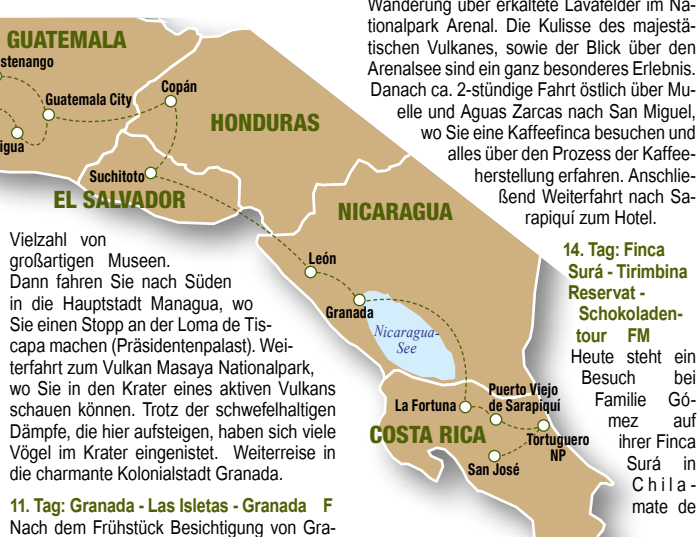 GUATEMALA
stenango
Guatemala City
igua
Copán
HONDURAS
Suchitoto
EL SALVADOR
NICARAGUA
León
Granada
Nicaragua-
See
La Fortuna
Puerto Viejo
de Sarapiquí
COSTA RICA
Tortuguero
NP
San José
Vielzahl von
großartigen Museen.
Dann fahren Sie nach Süden
in die Hauptstadt Managua, wo
Sie einen Stopp an der Loma de Tis-
capa machen (Präsidentenpalast). Wei-
terfahrt zum Vulkan Masaya Nationalpark,
wo Sie in den Krater eines aktiven Vulkans
schauen können. Trotz der schwefelhaltigen
Dämpfe, die hier aufsteigen, haben sich viele
Vögel im Krater eingenistet. Weiterreise in
die charmante Kolonialstadt Granada.
11. Tag: Granada - Las Isletas - Granada F
Nach dem Frühstück Besichtigung von Gra-
Wanderung über erkaltete Lavafelder im Na-
tionalpark Arenal. Die Kulisse des majestä-
tischen Vulkanes, sowie der Blick über den
Arenalsee sind ein ganz besonderes Erlebnis.
Danach ca. 2-stündige Fahrt östlich über Mu-
elle und Aguas Zarcas nach San Miguel,
wo Sie eine Kaffeefinca besuchen und
alles über den Prozess der Kaffee-
herstellung erfahren. Anschlie-
ßend Weiterfahrt nach Sa-
rapiquí zum Hotel.
14. Tag: Finca
Surá - Tirimbina
Reservat -
Schokoladen-
tour FM
Heute steht ein
Besuch bei
Familie Gó-
mez auf
ihrer Finca
Surá in
Chila-
mate de